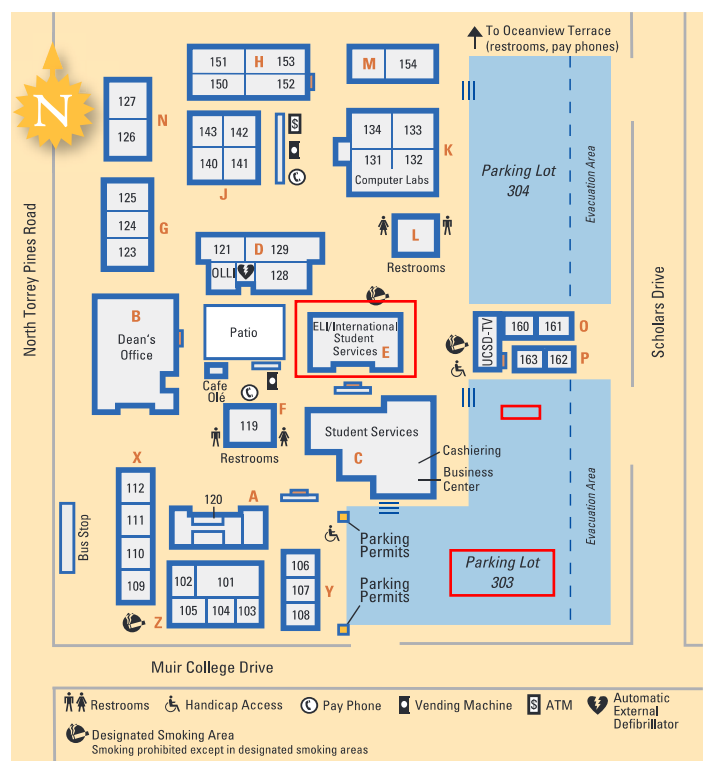 To Oceanview Terrace
(restrooms, pay phones)
N
151
H
153
150
152
M
154
127
126
N
143
142
140
141
J
$
134
133
131
132
Computer Labs
K
Parking Lot
304
Evacuation Area
125
124
123
G
121
D
129
OLLI
128
L
Restrooms
North Torrey Pines Road
Scholars Drive
B
Dean's
Office
Patio
ELI/International
Student
Services
E
UCSD-TV
160
161
O
163
162
P
Cafe
Olé
F
119
Restrooms
Student Services
C
Cashiering
Business
Center
X
112
111
110
109
Bus Stop
120
A
Parking
Permits
Parking Lot
303
Evacuation Area
102
101
105
104
103
Z
106
107
108
Y
Parking
Permits
Muir College Drive
Restrooms
Handicap Access
Pay Phone
Vending Machine
$
ATM
Automatic
External
Defibrillator
Designated Smoking Area
Smoking prohibited except in designated smoking areas